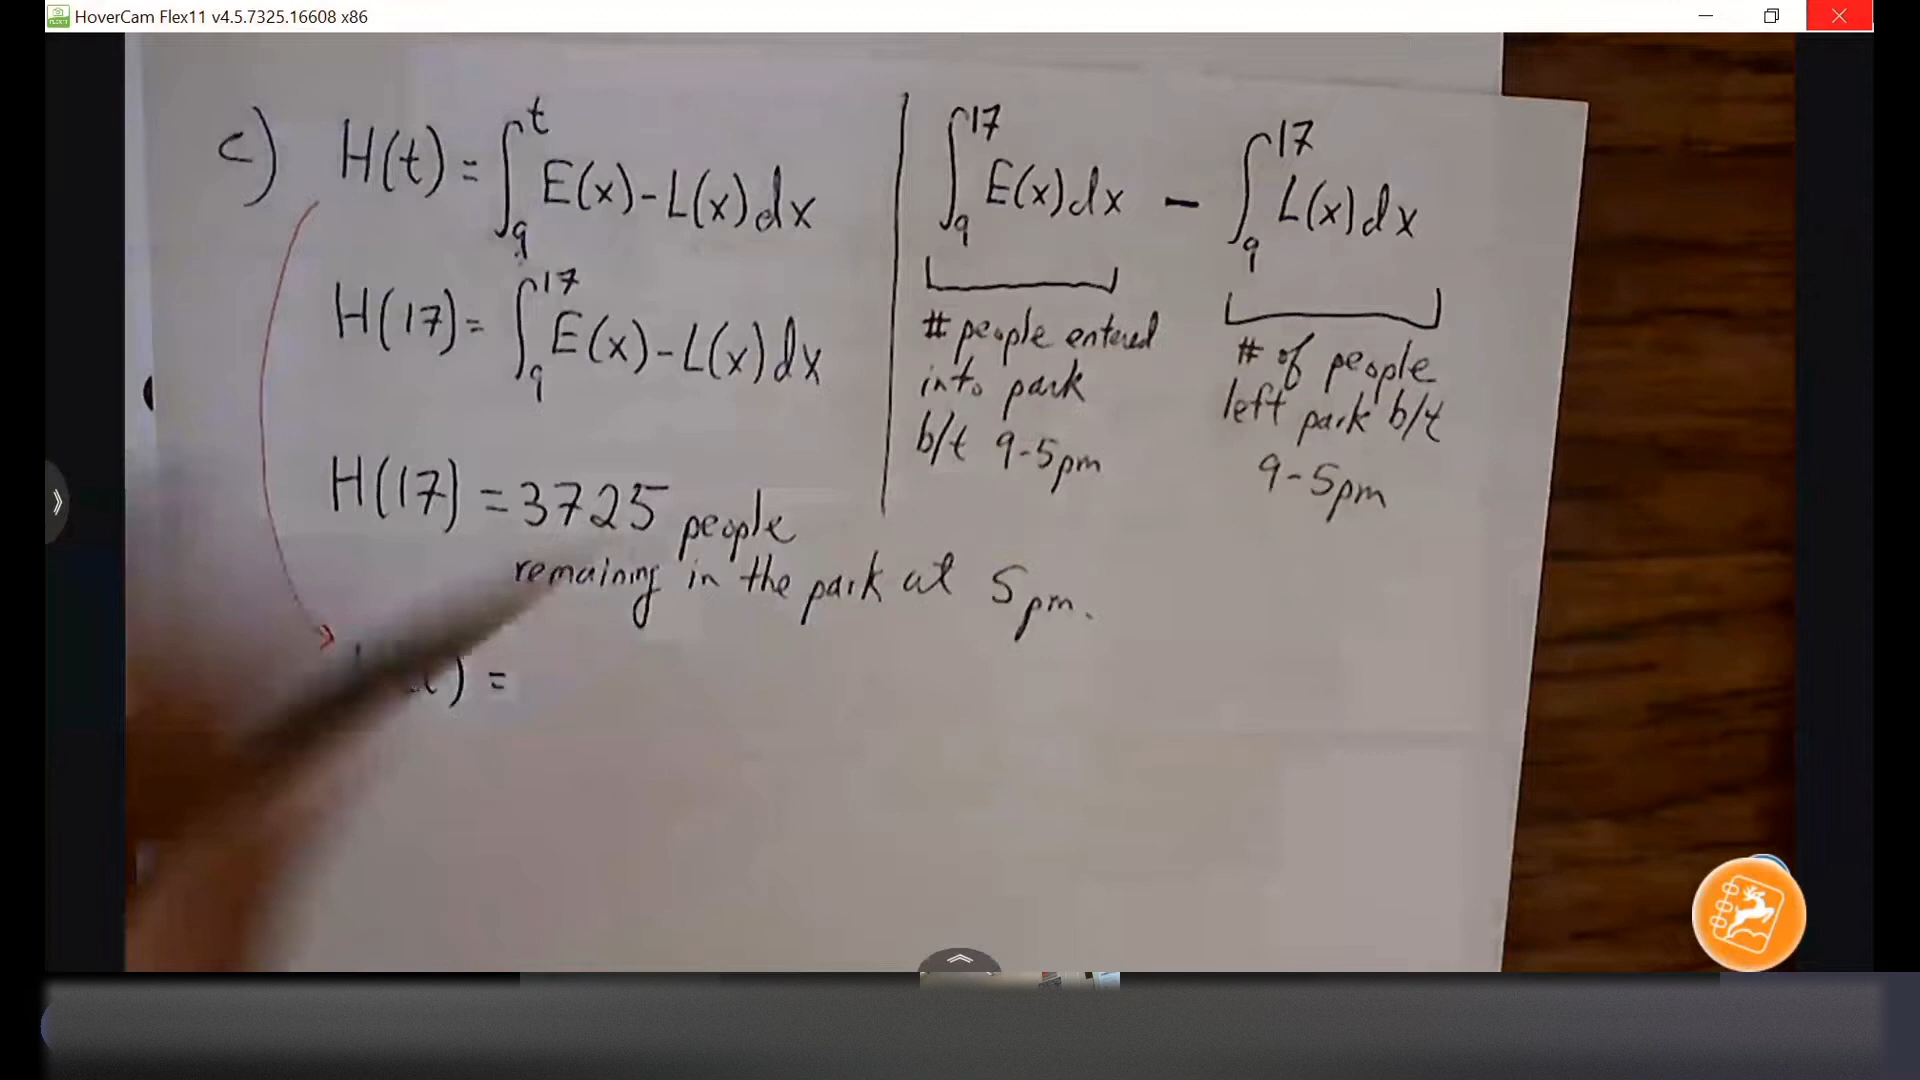 HoverCam Flex11 v4.5.7325.16608 x86
c) H(t) = ∫₉ᵗ E(x) - L(x) dx
H(17) = ∫₉¹⁷ E(x) - L(x) dx
H(17) = 3725 people
remaining in the park at 5pm.
) =
∫₉¹⁷ E(x) dx - ∫₉¹⁷ L(x) dx
# people entered
into park
b/t 9-5pm
# of people
left park b/t
9-5pm